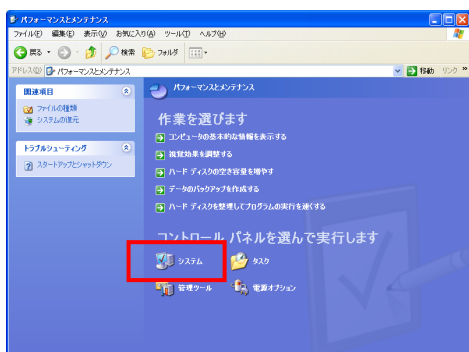 パフォーマンスとメンテナンス
ファイル(F) 編集(E) 表示(V) お気に入り(A) ツール(T) ヘルプ(H)
戻る 検索 フォルダ
アドレス(D) パフォーマンスとメンテナンス 移動 リンク »
関連項目
ファイルの種類
システムの復元
トラブルシューティング
スタートアップとシャットダウン
パフォーマンスとメンテナンス
作業を選びます
コンピュータの基本的な情報を表示する
視覚効果を調整する
ハード ディスクの空き容量を増やす
データのバックアップを作成する
ハード ディスクを整理してプログラムの実行を速くする
コントロール パネルを選んで実行します
システム タスク
管理ツール 電源オプション